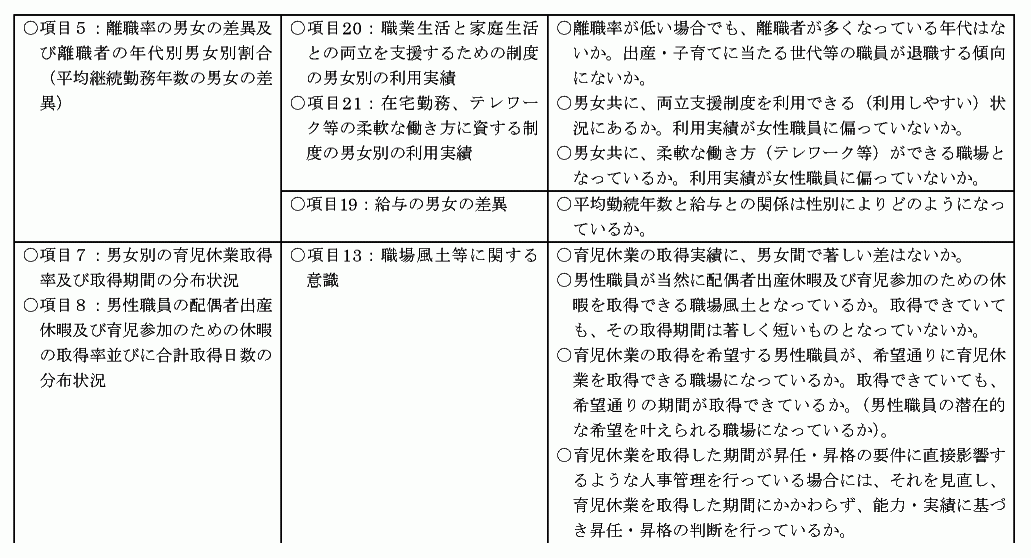 ○項目５：離職率の男女の差異及
び離職者の年代別男女別割合
（平均継続勤務年数の男女の差
異）
○項目20：職業生活と家庭生活
との両立を支援するための制度
の男女別の利用実績
○項目21：在宅勤務、テレワー
ク等の柔軟な働き方に資する制
度の男女別の利用実績
○離職率が低い場合でも、離職者が多くなっている年代はな
いか。出産・子育てに当たる世代等の職員が退職する傾向
にないか。
○男女共に、両立支援制度を利用できる（利用しやすい）状
況にあるか。利用実績が女性職員に偏っていないか。
○男女共に、柔軟な働き方（テレワーク等）ができる職場と
なっているか。利用実績が女性職員に偏っていないか。
○項目19：給与の男女の差異
○平均勤続年数と給与との関係は性別によりどのようになっ
ているか。
○項目７：男女別の育児休業取得
率及び取得期間の分布状況
○項目８：男性職員の配偶者出産
休暇及び育児参加のための休暇
の取得率並びに合計取得日数の
分布状況
○項目13：職場風土等に関する
意識
○育児休業の取得実績に、男女間で著しい差はないか。
○男性職員が当然に配偶者出産休暇及び育児参加のための休
暇を取得できる職場風土となっているか。取得できていて
も、その取得期間は著しく短いものとなっていないか。
○育児休業の取得を希望する男性職員が、希望通りに育児休
業を取得できる職場になっているか。取得できていても、
希望通りの期間が取得できているか。（男性職員の潜在的
な希望を叶えられる職場になっているか）。
○育児休業を取得した期間が昇任・昇格の要件に直接影響す
るような人事管理を行っている場合には、それを見直し、
育児休業を取得した期間にかかわらず、能力・実績に基づ
き昇任・昇格の判断を行っているか。